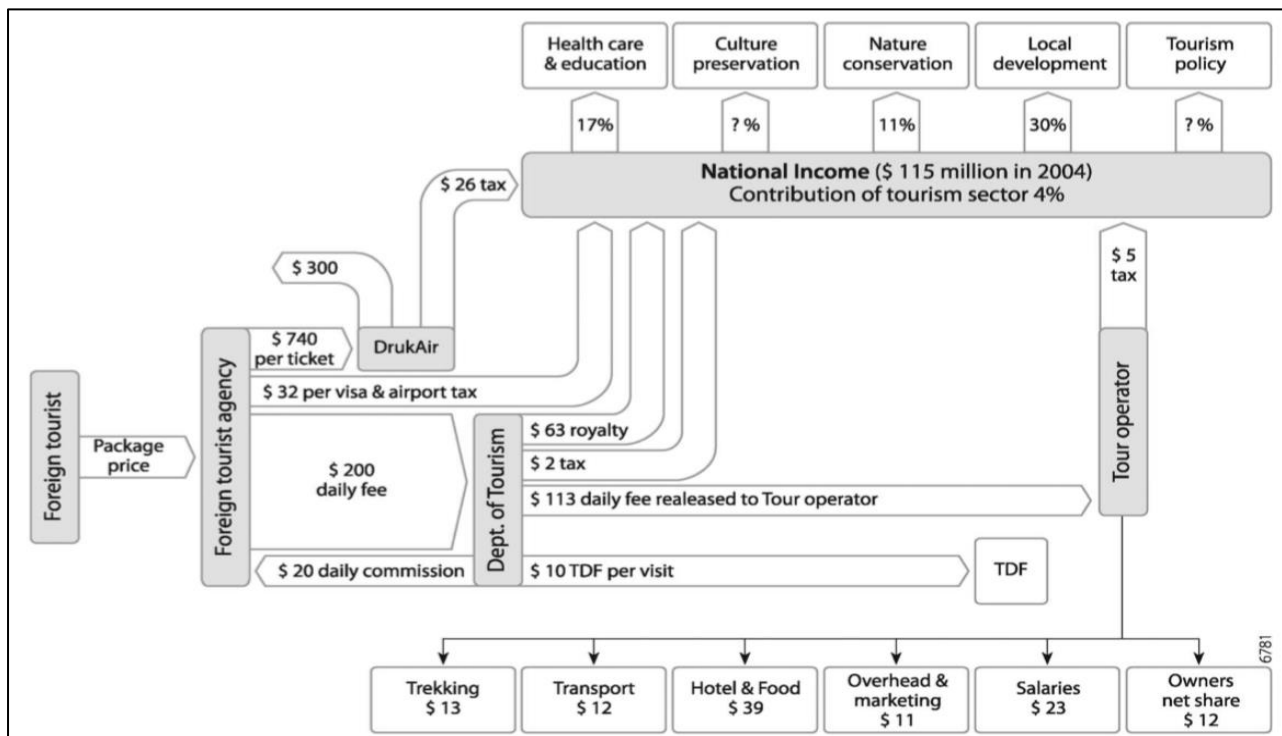 Health care
& education
Culture
preservation
Nature
conservation
Local
development
Tourism
policy
17%
? %
11%
30%
? %
National Income ($ 115 million in 2004)
Contribution of tourism sector 4%
$ 26 tax
$ 300
$ 5
tax
$ 740
per ticket
DrukAir
$ 32 per visa & airport tax
Foreign tourist
Package
price
Foreign tourist agency
$ 200
daily fee
Dept. of Tourism
$ 63 royalty
$ 2 tax
$ 113 daily fee realeased to Tour operator
Tour operator
$ 20 daily commission
$ 10 TDF per visit
TDF
Trekking
$ 13
Transport
$ 12
Hotel & Food
$ 39
Overhead &
marketing
$ 11
Salaries
$ 23
Owners
net share
$ 12
6781